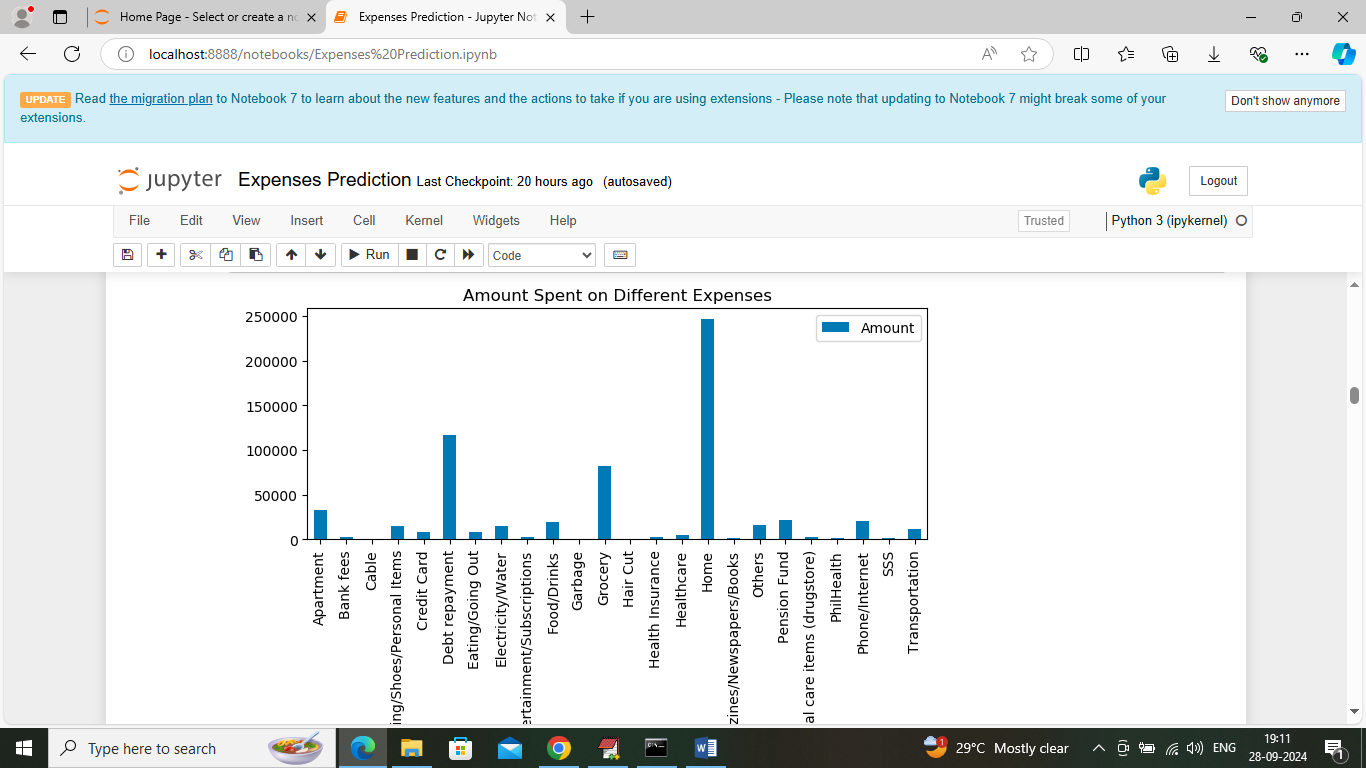 Home Page - Select or create a no
Expenses Prediction - Jupyter Not
localhost:8888/notebooks/Expenses%20Prediction.ipynb
UPDATE Read the migration plan to Notebook 7 to learn about the new features and the actions to take if you are using extensions - Please note that updating to Notebook 7 might break some of your
extensions.
Don't show anymore
jupyter Expenses Prediction Last Checkpoint: 20 hours ago (autosaved)
Logout
File Edit View Insert Cell Kernel Widgets Help
Trusted
Python 3 (ipykernel)
Run
Code
Amount Spent on Different Expenses
Amount
250000
200000
150000
100000
50000
0
Apartment
Bank fees
Cable
ing/Shoes/Personal Items
Credit Card
Debt repayment
Eating/Going Out
Electricity/Water
ertainment/Subscriptions
Food/Drinks
Garbage
Grocery
Hair Cut
Health Insurance
Healthcare
Home
zines/Newspapers/Books
Others
Pension Fund
al care items (drugstore)
PhilHealth
Phone/Internet
SSS
Transportation
Type here to search
1
29°C Mostly clear
ENG
19:11
28-09-2024
1